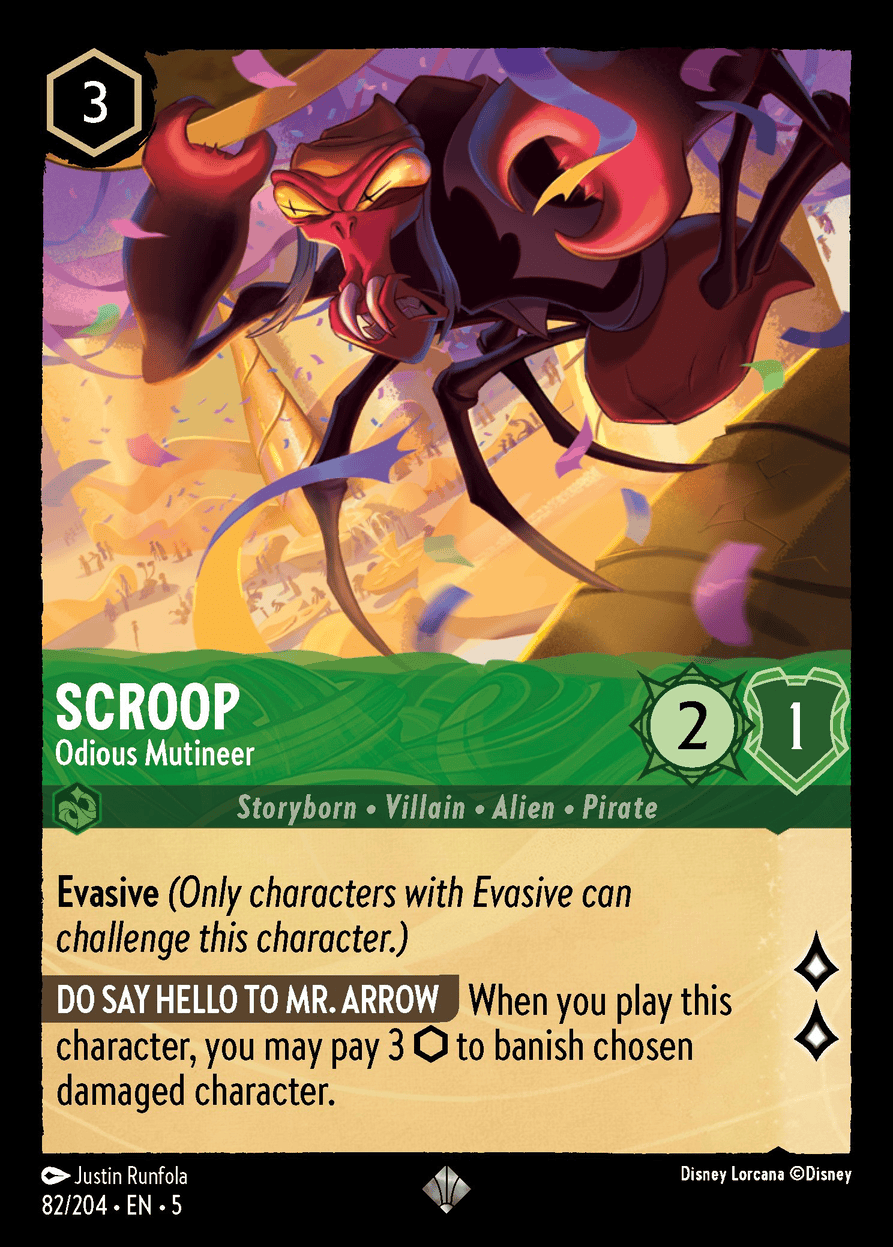 3
SCROOP
Odious Mutineer
2
1
Storyborn • Villain • Alien • Pirate
Evasive (Only characters with Evasive can
challenge this character.)
DO SAY HELLO TO MR. ARROW When you play this
character, you may pay 3 ⬡ to banish chosen
damaged character.
Justin Runfola
Disney Lorcana ©Disney
82/204 • EN • 5